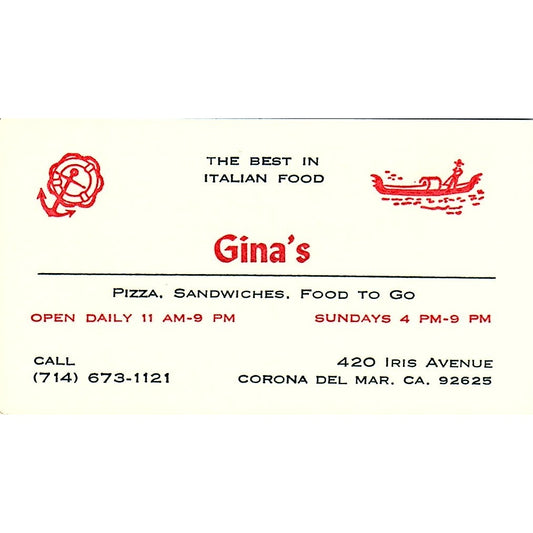 THE BEST IN
ITALIAN FOOD
Gina's
PIZZA, SANDWICHES, FOOD TO GO
OPEN DAILY 11 AM-9 PM SUNDAYS 4 PM-9 PM
CALL
(714) 673-1121
420 IRIS AVENUE
CORONA DEL MAR, CA. 92625